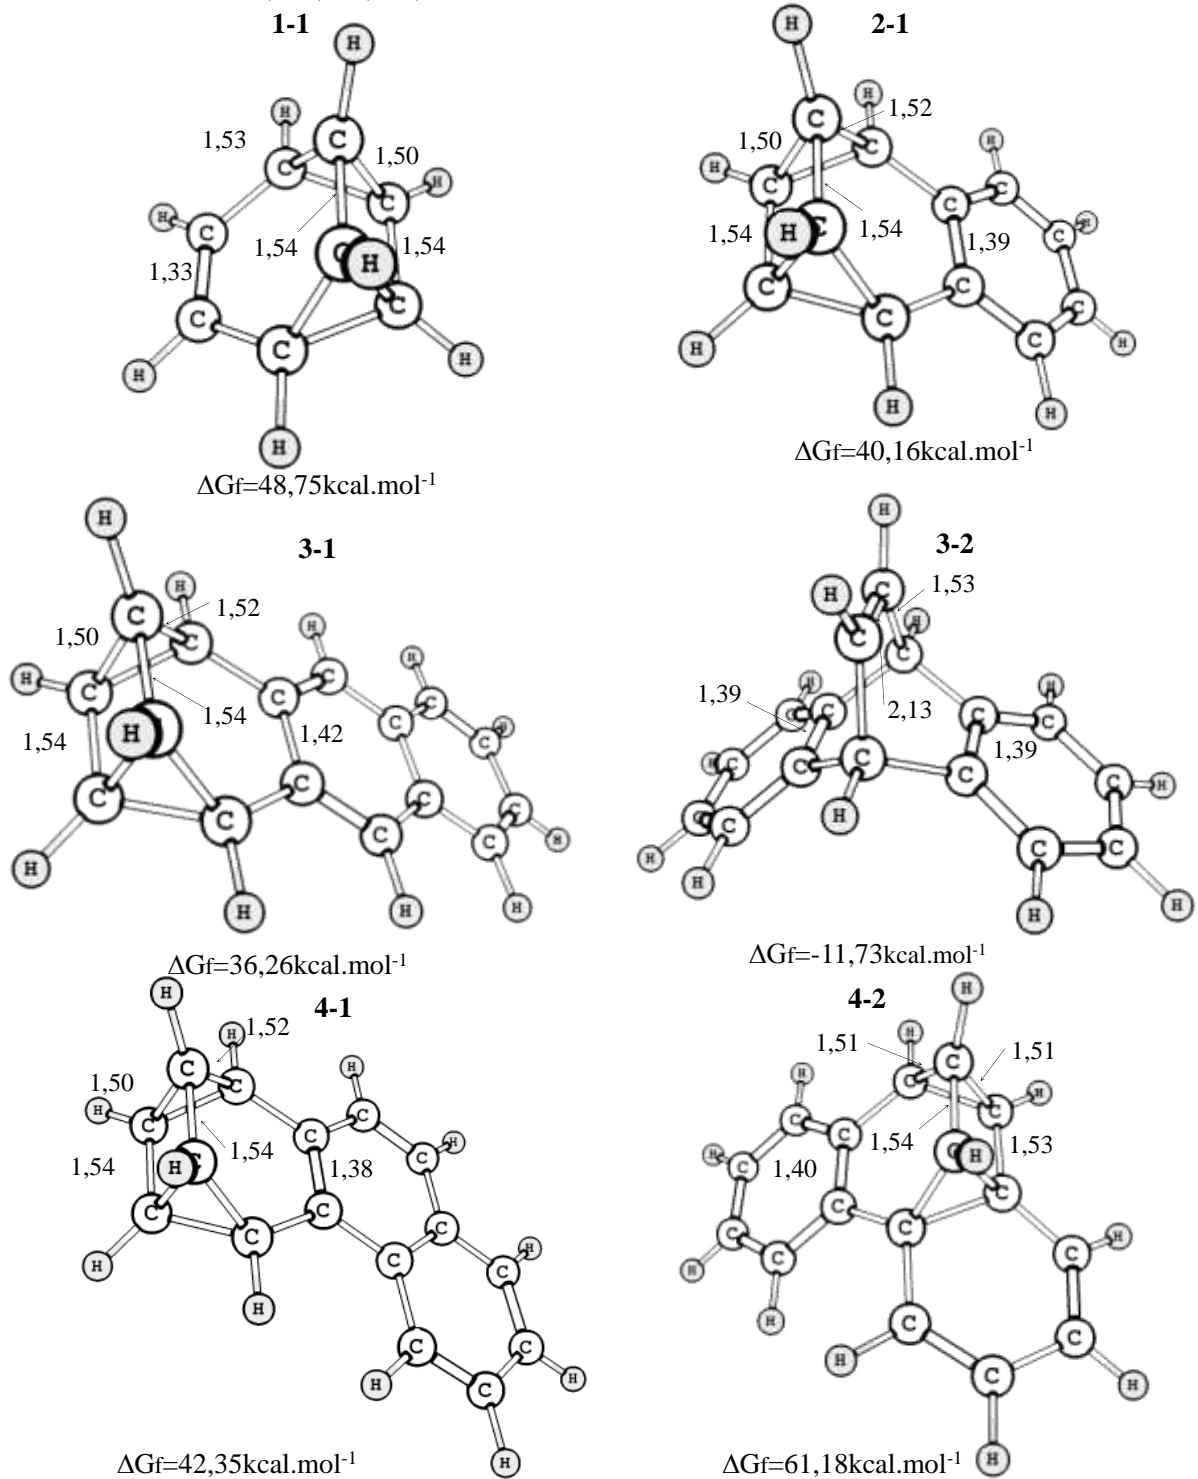 1-1
2-1
H
H
H
1,53
C
1,50
H
H
C
C
H
1,54
1,54
1,33
C
C
H
C
C
H
H
H
C
1,52
H
1,50
C
H
H
C
C
C
C
H
1,54
H
C
1,54
1,39
C
C
C
C
C
C
H
H
H
H
ΔGf=48,75kcal.mol-1
ΔGf=40,16kcal.mol-1
3-1
3-2
H
C
1,52
H
1,50
C
H
H
H
C
C
C
C
C
C
H
H
1,54
1,54
1,42
C
C
C
C
C
C
C
H
H
H
H
H
H
C
1,53
H
C
H
C
1,39
2,13
1,39
H
C
C
C
C
H
H
C
C
C
C
C
H
H
C
C
C
H
H
H
H
ΔGf=36,26kcal.mol-1
ΔGf=-11,73kcal.mol-1
4-1
4-2
H
C
H
1,52
1,50
C
H
H
C
C
C
C
H
H
C
1,54
1,54
1,38
C
C
C
C
C
C
H
H
H
C
C
C
H
H
H
H
1,51
C
1,51
H
H
C
C
H
C
C
1,54
1,53
H
1,40
H
C
C
C
C
C
C
H
H
C
H
C
C
C
H
H
H
ΔGf=42,35kcal.mol-1
ΔGf=61,18kcal.mol-1